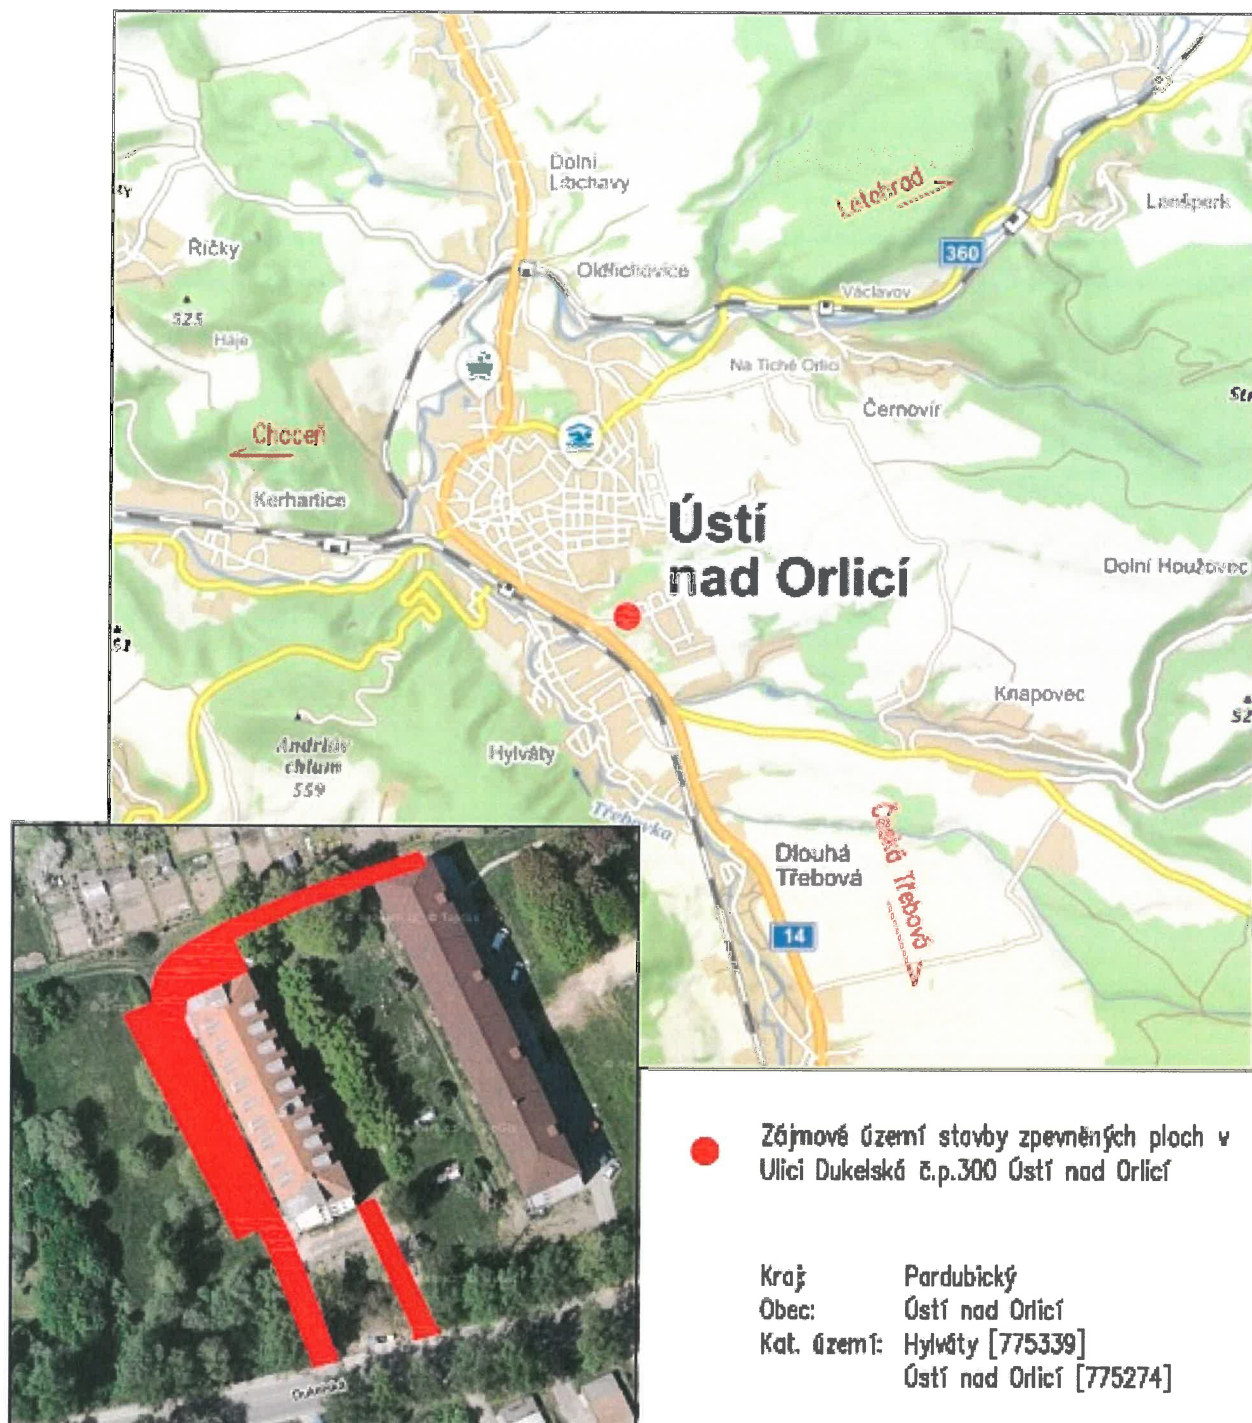 Dolní
Libchavy
Letohrad
Lanšperk
Říčky
360
Oldřichovice
Václavov
525
Háje
Na Tiché Orlici
Černovír
Choceň
Kerhartice
Ústí
nad Orlicí
Dolní Houžovec
Knapovec
Andrlův
chlum
559
Hylváty
Třebovka
Dlouhá
Třebová
Česká Třebová
14
Dukelská
Zájmové území stavby zpevněných ploch v
Ulici Dukelská č.p.300 Ústí nad Orlicí
Kraj: Pardubický
Obec: Ústí nad Orlicí
Kat. území: Hylváty [775339]
Ústí nad Orlicí [775274]